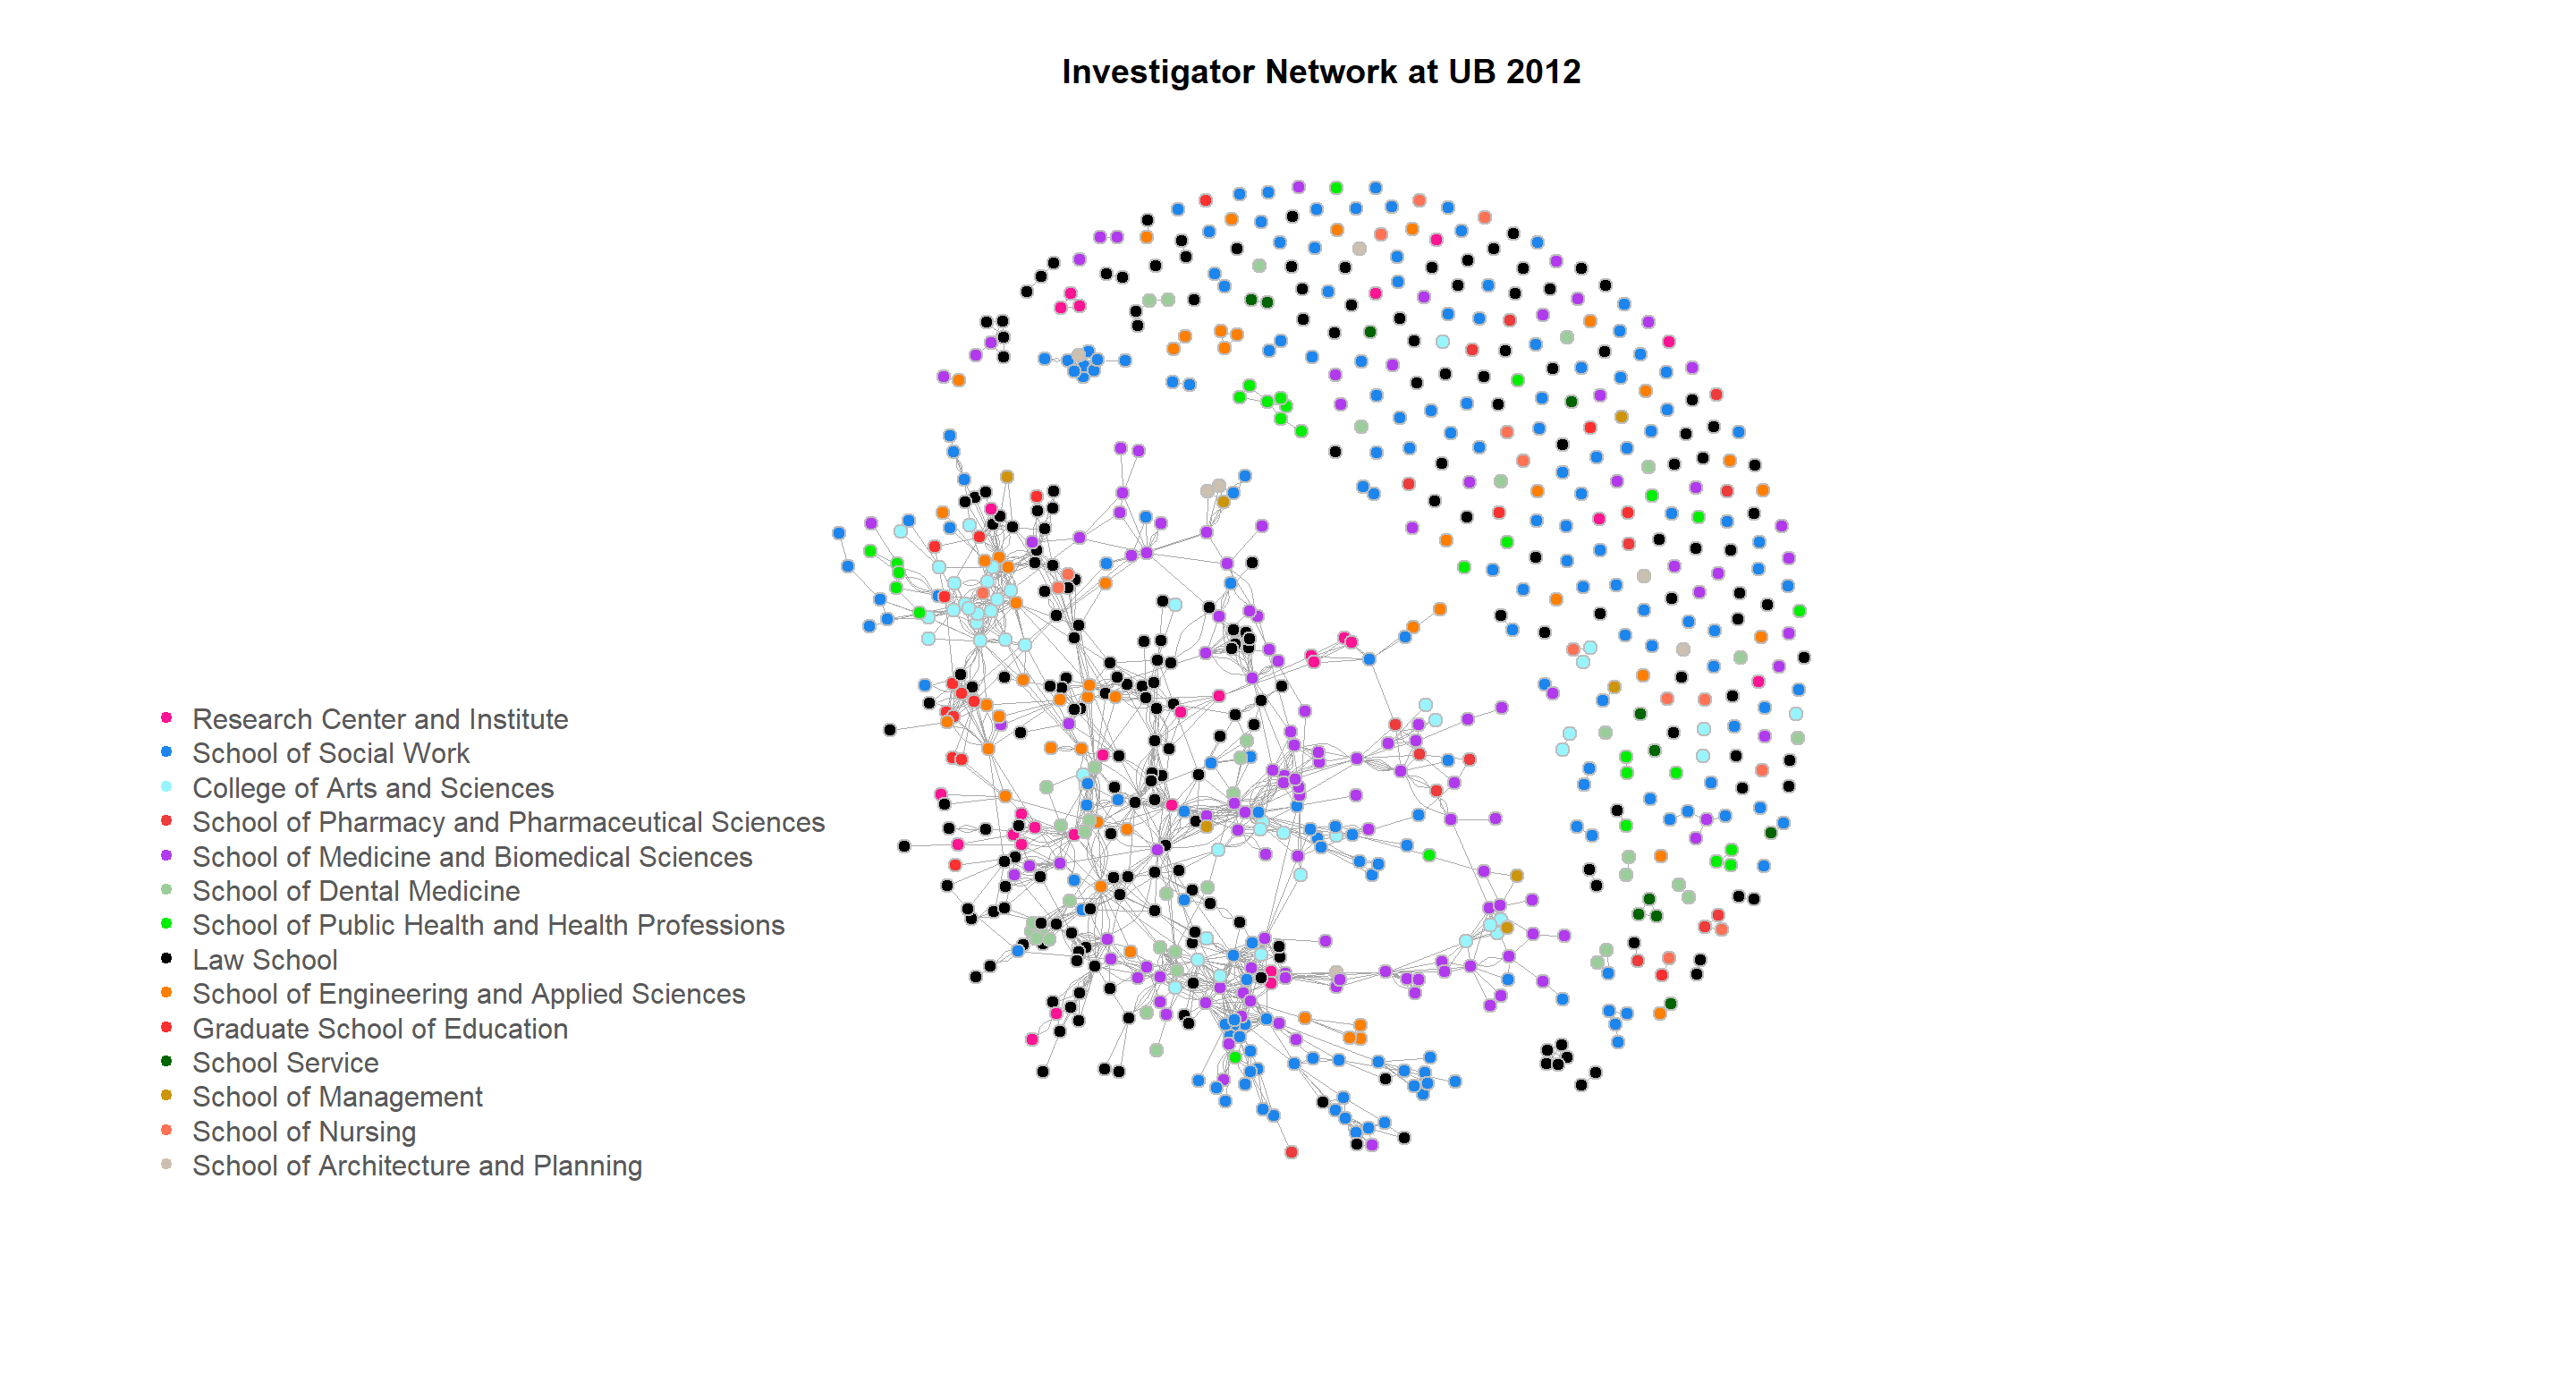 Investigator Network at UB 2012
Research Center and Institute
School of Social Work
College of Arts and Sciences
School of Pharmacy and Pharmaceutical Sciences
School of Medicine and Biomedical Sciences
School of Dental Medicine
School of Public Health and Health Professions
Law School
School of Engineering and Applied Sciences
Graduate School of Education
School Service
School of Management
School of Nursing
School of Architecture and Planning